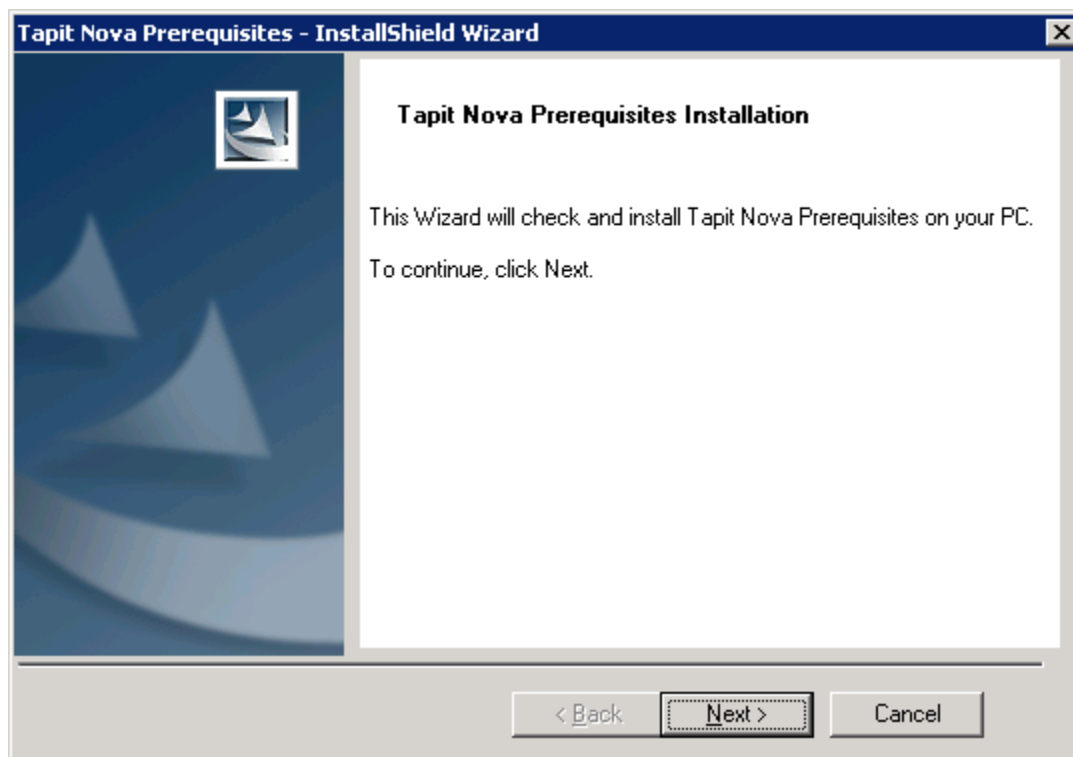 Tapit Nova Prerequisites - InstallShield Wizard
Tapit Nova Prerequisites Installation
This Wizard will check and install Tapit Nova Prerequisites on your PC.
To continue, click Next.
< Back
Next >
Cancel